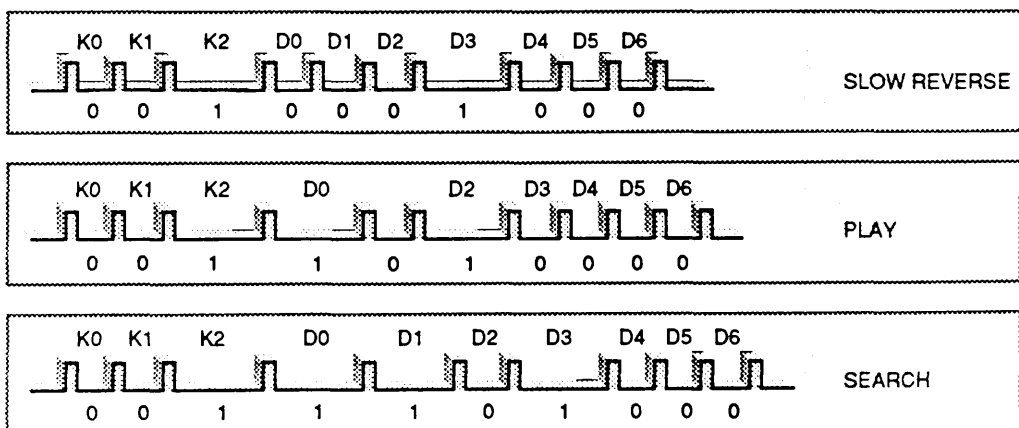 K0 K1 K2 D0 D1 D2 D3 D4 D5 D6
SLOW REVERSE
0 0 1 0 0 0 1 0 0 0
K0 K1 K2 D0 D2 D3 D4 D5 D6
PLAY
0 0 1 1 0 1 0 0 0 0
K0 K1 K2 D0 D1 D2 D3 D4 D5 D6
SEARCH
0 0 1 1 1 0 1 0 0 0